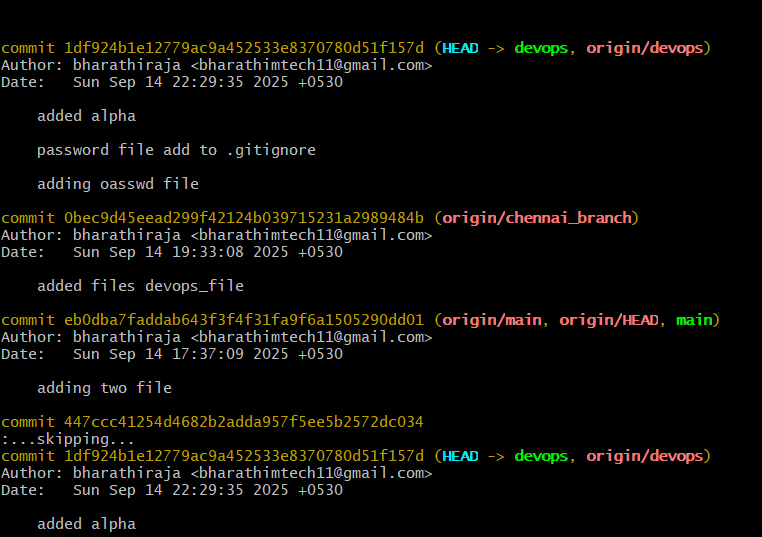 commit 1df924b1e12779ac9a452533e8370780d51f157d (HEAD -> devops, origin/devops)
Author: bharathiraja <bharathimtech11@gmail.com>
Date:   Sun Sep 14 22:29:35 2025 +0530
added alpha
password file add to .gitignore
adding oasswd file
commit 0bec9d45eead299f42124b039715231a2989484b (origin/chennai_branch)
Author: bharathiraja <bharathimtech11@gmail.com>
Date:   Sun Sep 14 19:33:08 2025 +0530
added files devops_file
commit eb0dba7faddab643f3f4f31fa9f6a1505290dd01 (origin/main, origin/HEAD, main)
Author: bharathiraja <bharathimtech11@gmail.com>
Date:   Sun Sep 14 17:37:09 2025 +0530
adding two file
commit 447ccc41254d4682b2adda957f5ee5b2572dc034
:...skipping...
commit 1df924b1e12779ac9a452533e8370780d51f157d (HEAD -> devops, origin/devops)
Author: bharathiraja <bharathimtech11@gmail.com>
Date:   Sun Sep 14 22:29:35 2025 +0530
added alpha